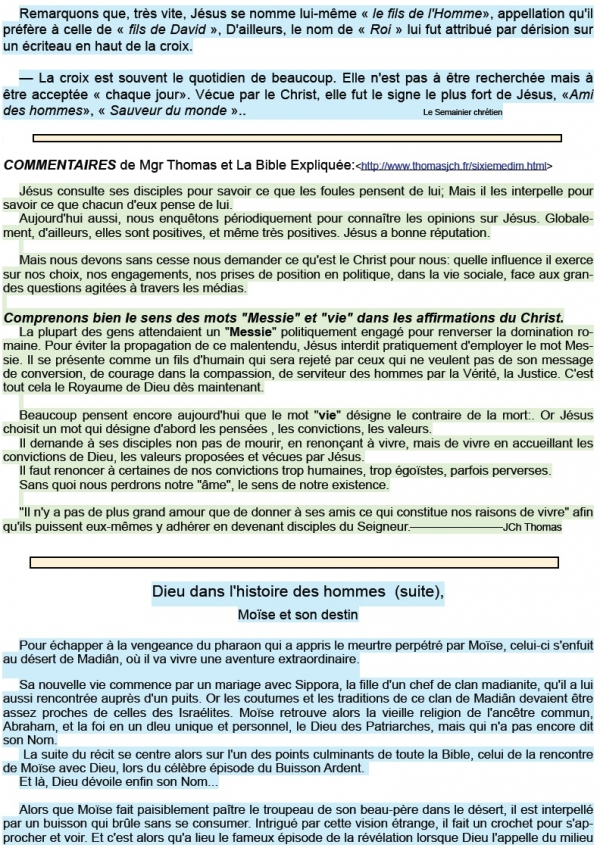 Remarquons que, très vite, Jésus se nomme lui-même « le fils de l'Homme», appellation qu'il
préfère à celle de « fils de David », D'ailleurs, le nom de « Roi » lui fut attribué par dérision sur
un écriteau en haut de la croix.
— La croix est souvent le quotidien de beaucoup. Elle n'est pas à être recherchée mais à
être acceptée « chaque jour». Vécue par le Christ, elle fut le signe le plus fort de Jésus, «Ami
des hommes», « Sauveur du monde ».. Le Semainier chrétien
COMMENTAIRES de Mgr Thomas et La Bible Expliquée:<http://www.thomasjch.fr/sixiemedim.html>
Jésus consulte ses disciples pour savoir ce que les foules pensent de lui; Mais il les interpelle pour
savoir ce que chacun d'eux pense de lui.
Aujourd'hui aussi, nous enquêtons périodiquement pour connaître les opinions sur Jésus. Globale-
ment, d'ailleurs, elles sont positives, et même très positives. Jésus a bonne réputation.
Mais nous devons sans cesse nous demander ce qu'est le Christ pour nous: quelle influence il exerce
sur nos choix, nos engagements, nos prises de position en politique, dans la vie sociale, face aux gran-
des questions agitées à travers les médias.
Comprenons bien le sens des mots "Messie" et "vie" dans les affirmations du Christ.
La plupart des gens attendaient un "Messie" politiquement engagé pour renverser la domination ro-
maine. Pour éviter la propagation de ce malentendu, Jésus interdit pratiquement d'employer le mot Mes-
sie. Il se présente comme un fils d'humain qui sera rejeté par ceux qui ne veulent pas de son message
de conversion, de courage dans la compassion, de serviteur des hommes par la Vérité, la Justice. C'est
tout cela le Royaume de Dieu dès maintenant.
Beaucoup pensent encore aujourd'hui que le mot "vie" désigne le contraire de la mort:. Or Jésus
choisit un mot qui désigne d'abord les pensées , les convictions, les valeurs.
Il demande à ses disciples non pas de mourir, en renonçant à vivre, mais de vivre en accueillant les
convictions de Dieu, les valeurs proposées et vécues par Jésus.
Il faut renoncer à certaines de nos convictions trop humaines, trop égoïstes, parfois perverses.
Sans quoi nous perdrons notre "âme", le sens de notre existence.
"Il n'y a pas de plus grand amour que de donner à ses amis ce qui constitue nos raisons de vivre" afin
qu'ils puissent eux-mêmes y adhérer en devenant disciples du Seigneur.——————————JCh Thomas
Dieu dans l'histoire des hommes (suite),
Moïse et son destin
Pour échapper à la vengeance du pharaon qui a appris le meurtre perpétré par Moïse, celui-ci s'enfuit
au désert de Madiân, où il va vivre une aventure extraordinaire.
Sa nouvelle vie commence par un mariage avec Sippora, la fille d'un chef de clan madianite, qu'il a lui
aussi rencontrée auprès d'un puits. Or les coutumes et les traditions de ce clan de Madiân devaient être
assez proches de celles des Israélites. Moïse retrouve alors la vieille religion de l'ancêtre commun,
Abraham, et la foi en un dleu unique et personnel, le Dieu des Patriarches, mais qui n'a pas encore dit
son Nom.
La suite du récit se centre alors sur l'un des points culminants de toute la Bible, celui de la rencontre
de Moïse avec Dieu, lors du célèbre épisode du Buisson Ardent.
Et là, Dieu dévoile enfin son Nom...
Alors que Moïse fait paisiblement paître le troupeau de son beau-père dans le désert, il est interpellé
par un buisson qui brûle sans se consumer. Intrigué par cette vision étrange, il fait un crochet pour s'ap-
procher et voir. Et c'est alors qu'a lieu le fameux épisode de la révélation lorsque Dieu l'appelle du milieu